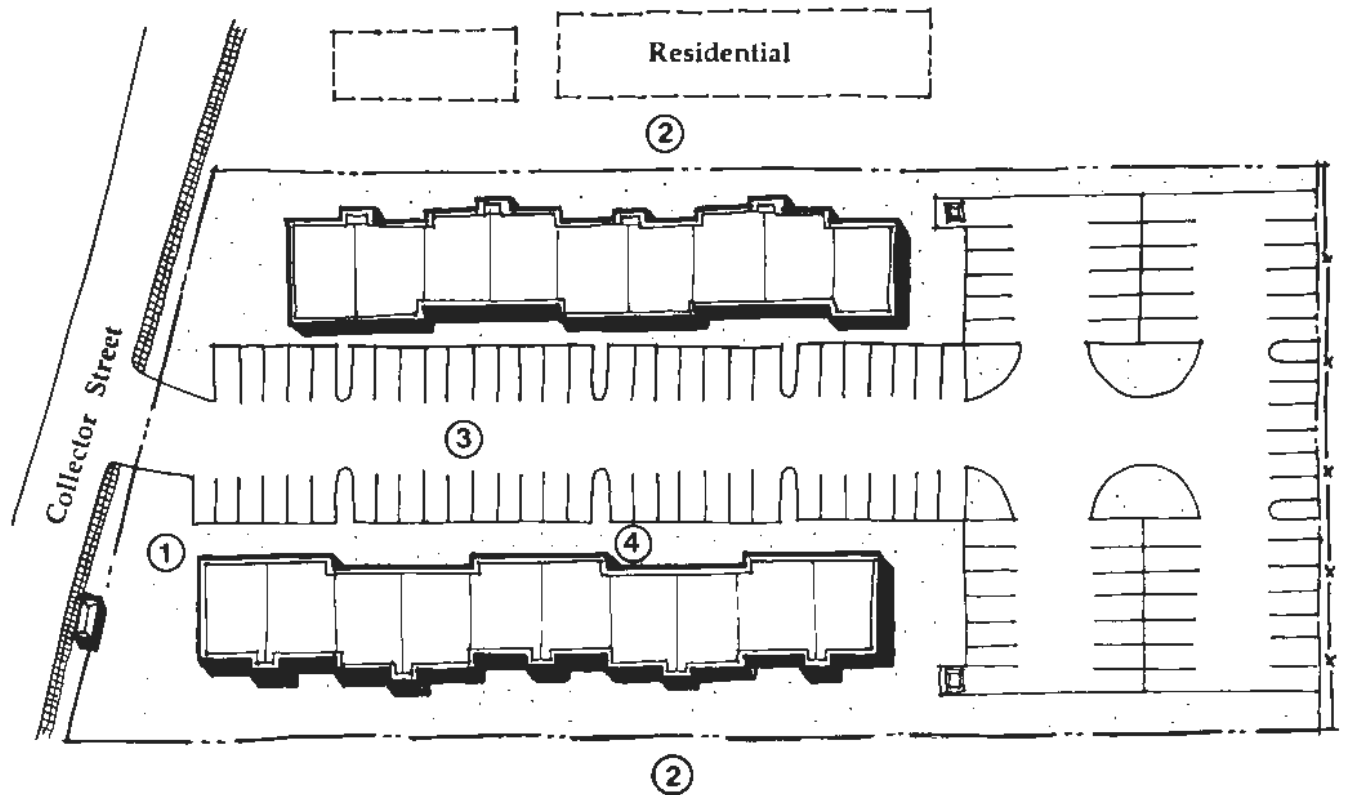 Residential
②
Collector Street
③
①
④
②